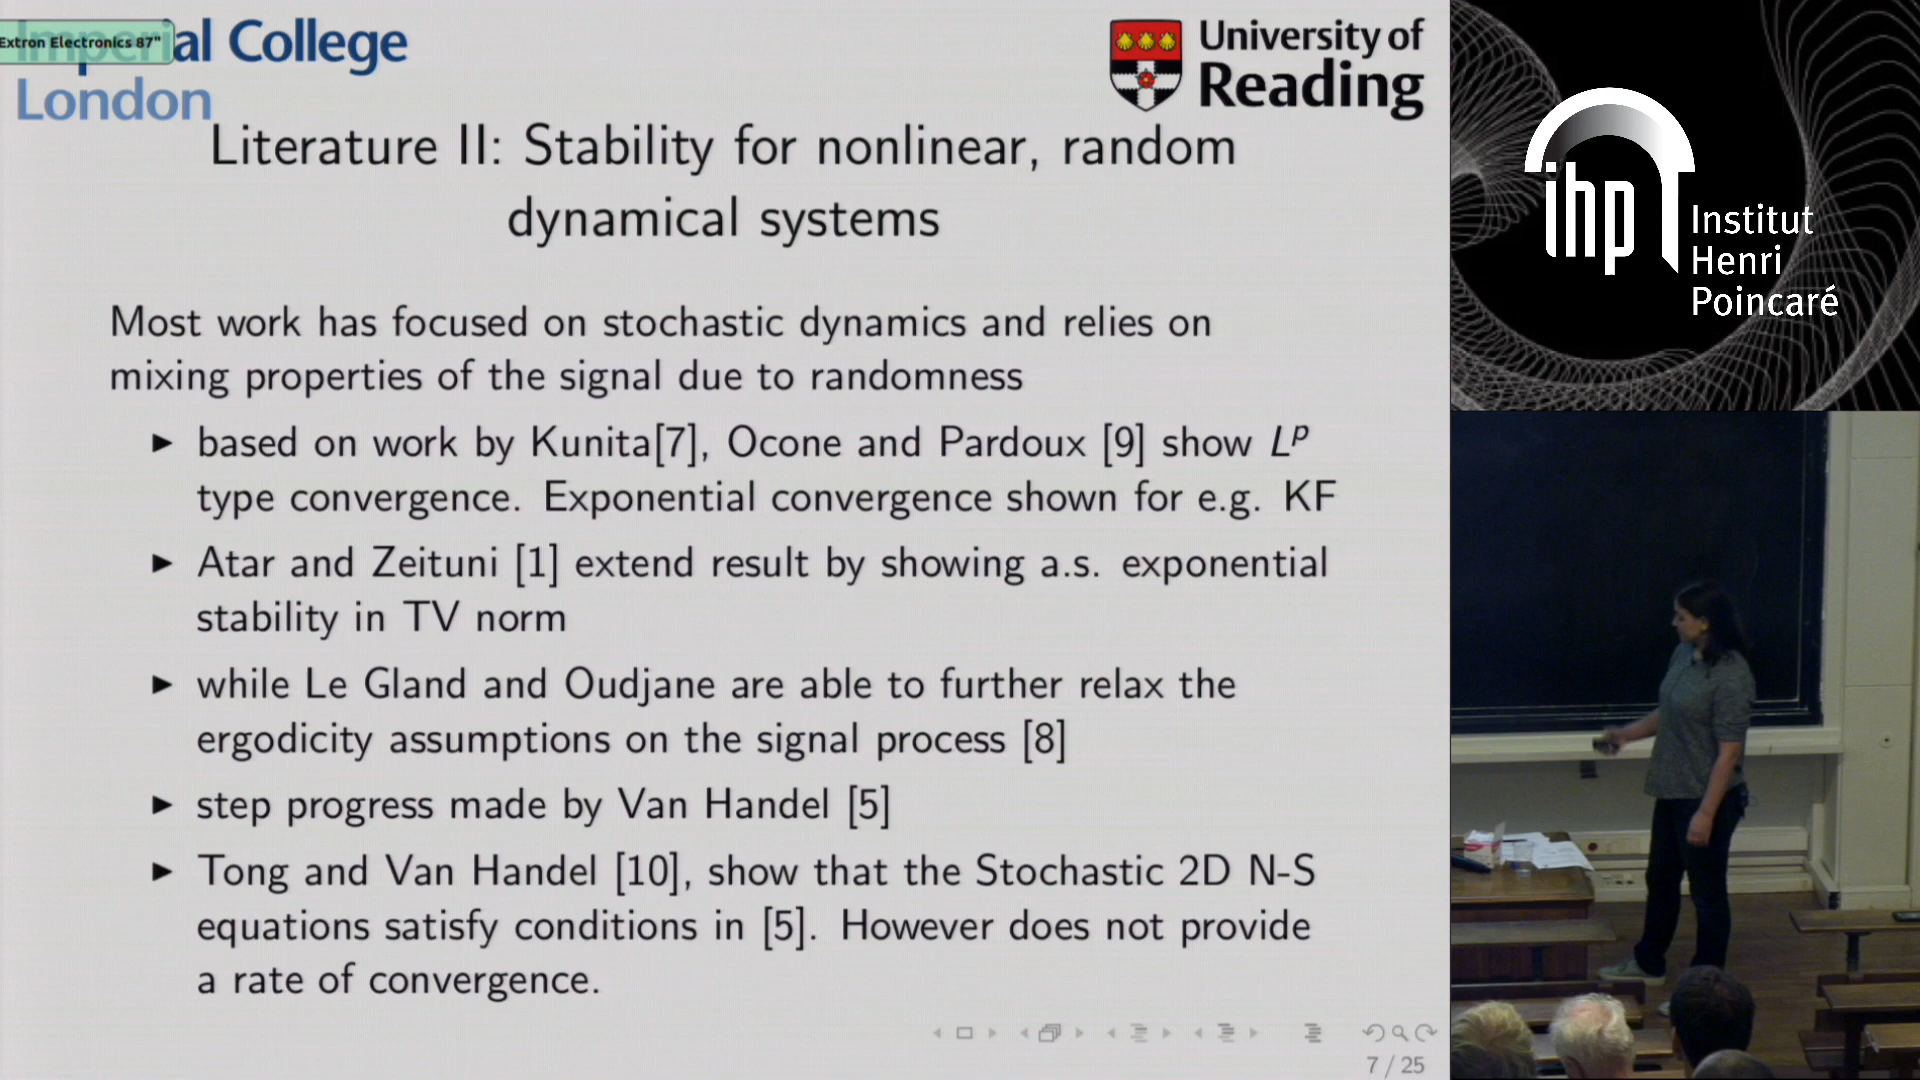 Extron Electronics 87"
Imperial College
London
University of
Reading
Literature II: Stability for nonlinear, random
dynamical systems
Most work has focused on stochastic dynamics and relies on
mixing properties of the signal due to randomness
▶ based on work by Kunita[7], Ocone and Pardoux [9] show Lᵖ
type convergence. Exponential convergence shown for e.g. KF
▶ Atar and Zeituni [1] extend result by showing a.s. exponential
stability in TV norm
▶ while Le Gland and Oudjane are able to further relax the
ergodicity assumptions on the signal process [8]
▶ step progress made by Van Handel [5]
▶ Tong and Van Handel [10], show that the Stochastic 2D N-S
equations satisfy conditions in [5]. However does not provide
a rate of convergence.
7 / 25
ihp
Institut
Henri
Poincaré